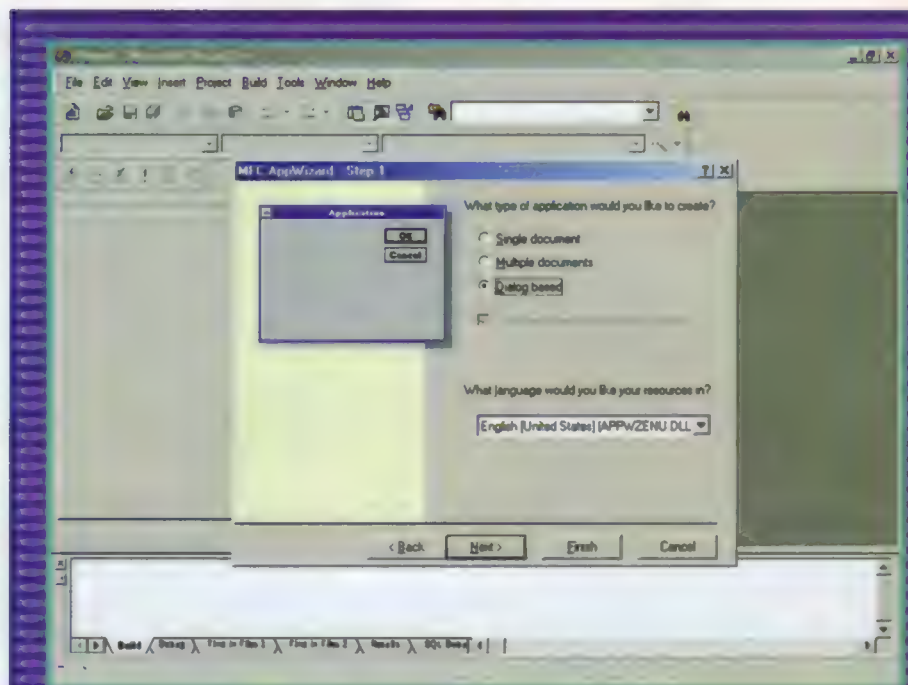 File Edit View Insert Project Build Tools Window Help
MFC AppWizard - Step 1
Application
OK
Cancel
What type of application would you like to create?
Single document
Multiple documents
Dialog based
What language would you like your resources in?
English [United States] (APPWZENU.DLL
< Back Next > Finish Cancel
Build Debug Find in Files 1 Find in Files 2 Results SQL Debug